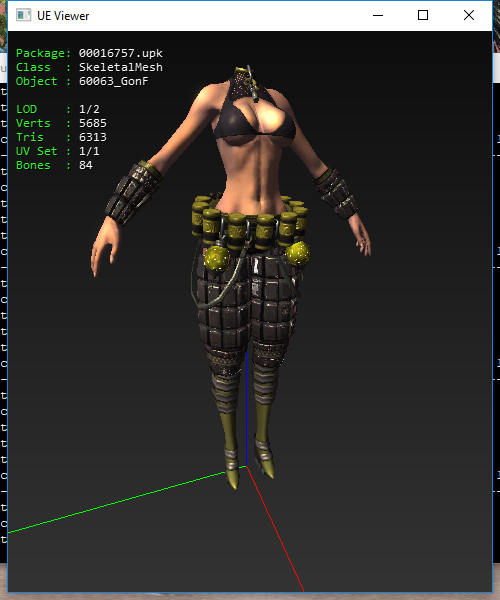 UE Viewer
Package: 00016757.upk
Class : SkeletalMesh
Object : 60063_GonF
LOD : 1/2
Verts : 5685
Tris : 6313
UV Set : 1/1
Bones : 84